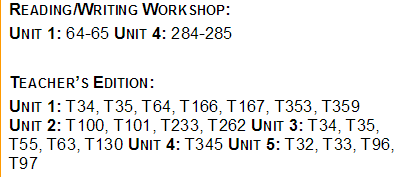 READING/WRITING WORKSHOP:
UNIT 1: 64-65 UNIT 4: 284-285
TEACHER'S EDITION:
UNIT 1: T34, T35, T64, T166, T167, T353, T359
UNIT 2: T100, T101, T233, T262 UNIT 3: T34, T35,
T55, T63, T130 UNIT 4: T345 UNIT 5: T32, T33, T96,
T97